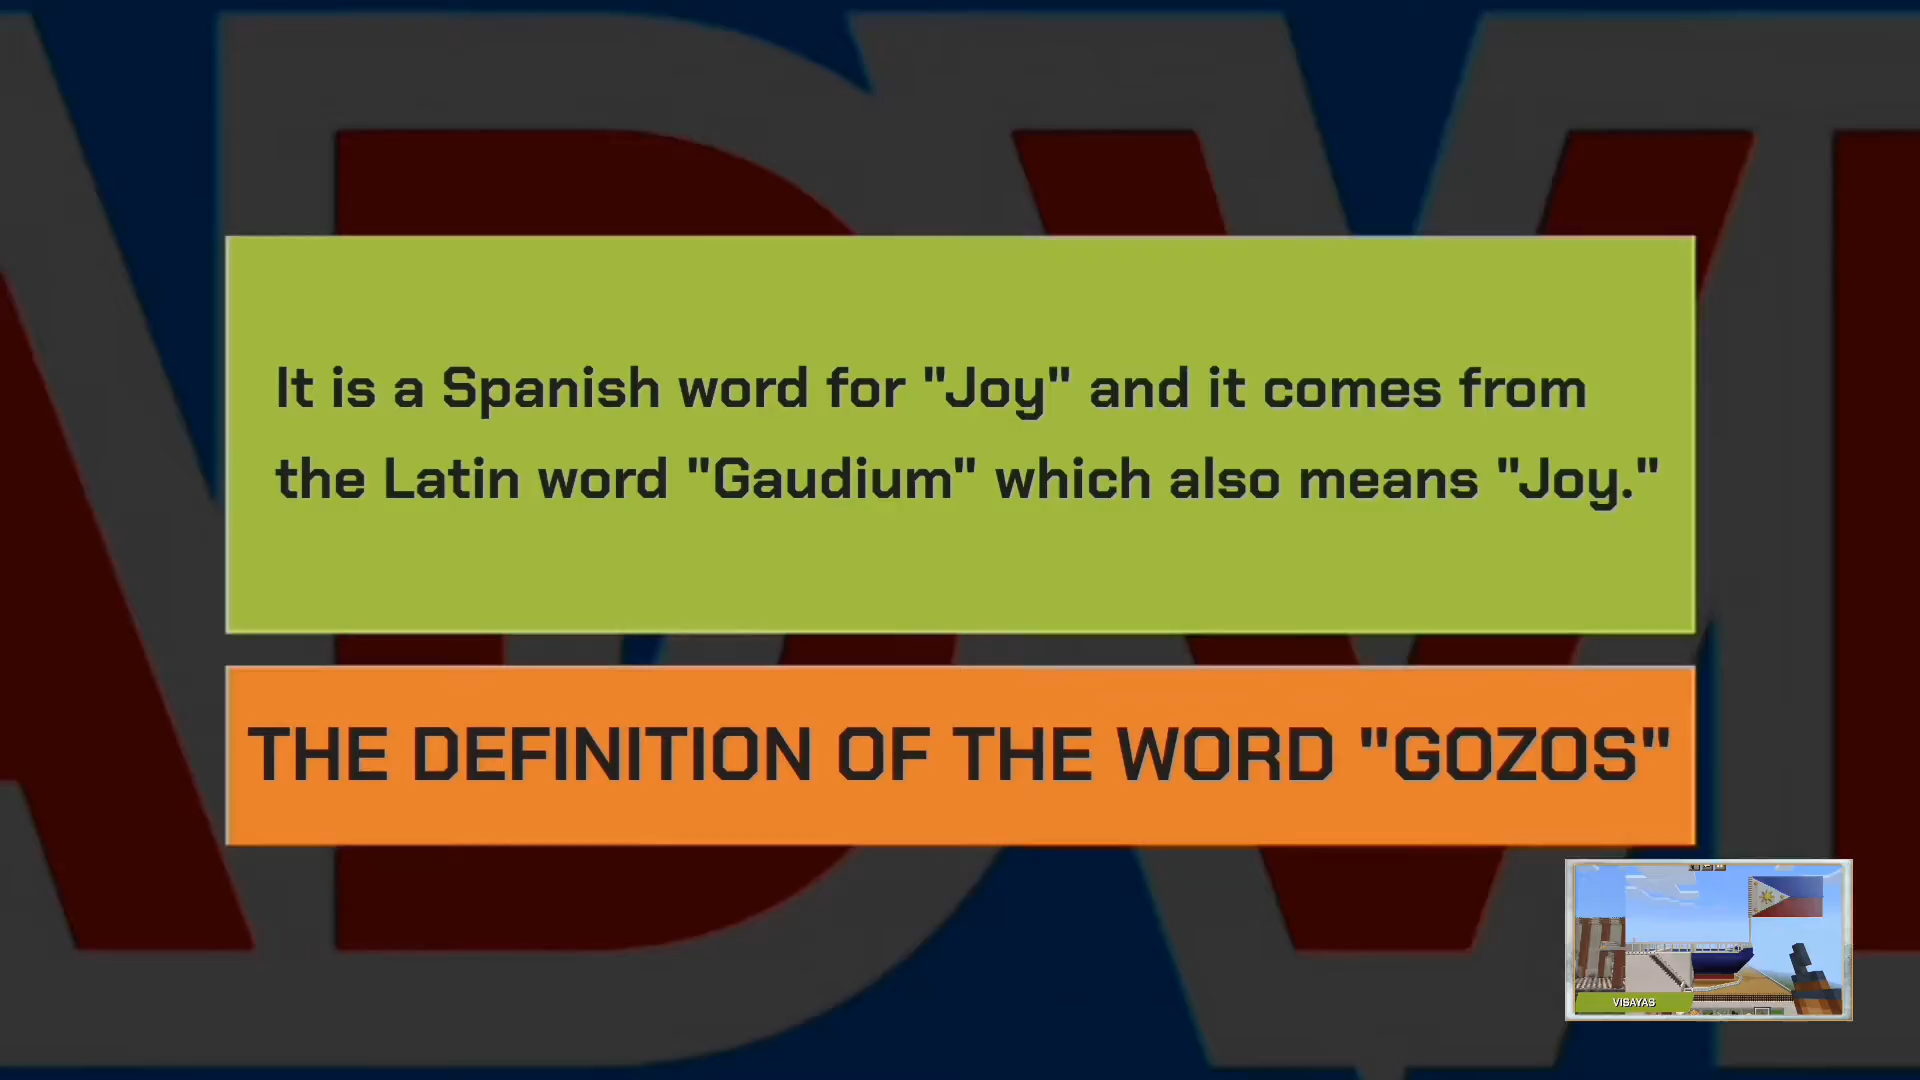 It is a Spanish word for "Joy" and it comes from
the Latin word "Gaudium" which also means "Joy."
THE DEFINITION OF THE WORD "GOZOS"
VISAYAS